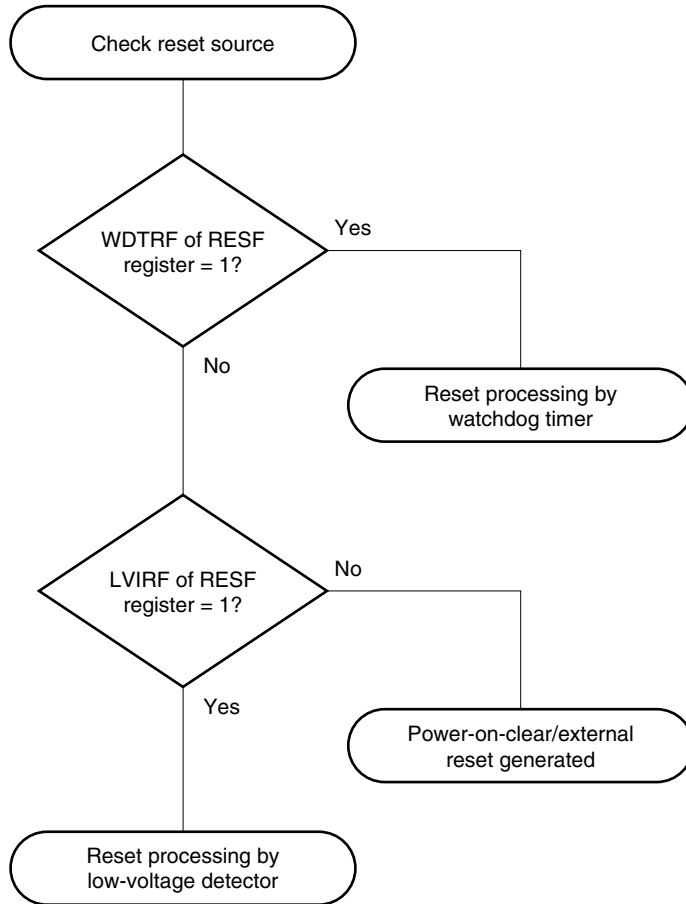 Check reset source
WDTRF of RESF
register = 1?
Yes
No
Reset processing by
watchdog timer
LVIRF of RESF
register = 1?
No
Yes
Power-on-clear/external
reset generated
Reset processing by
low-voltage detector